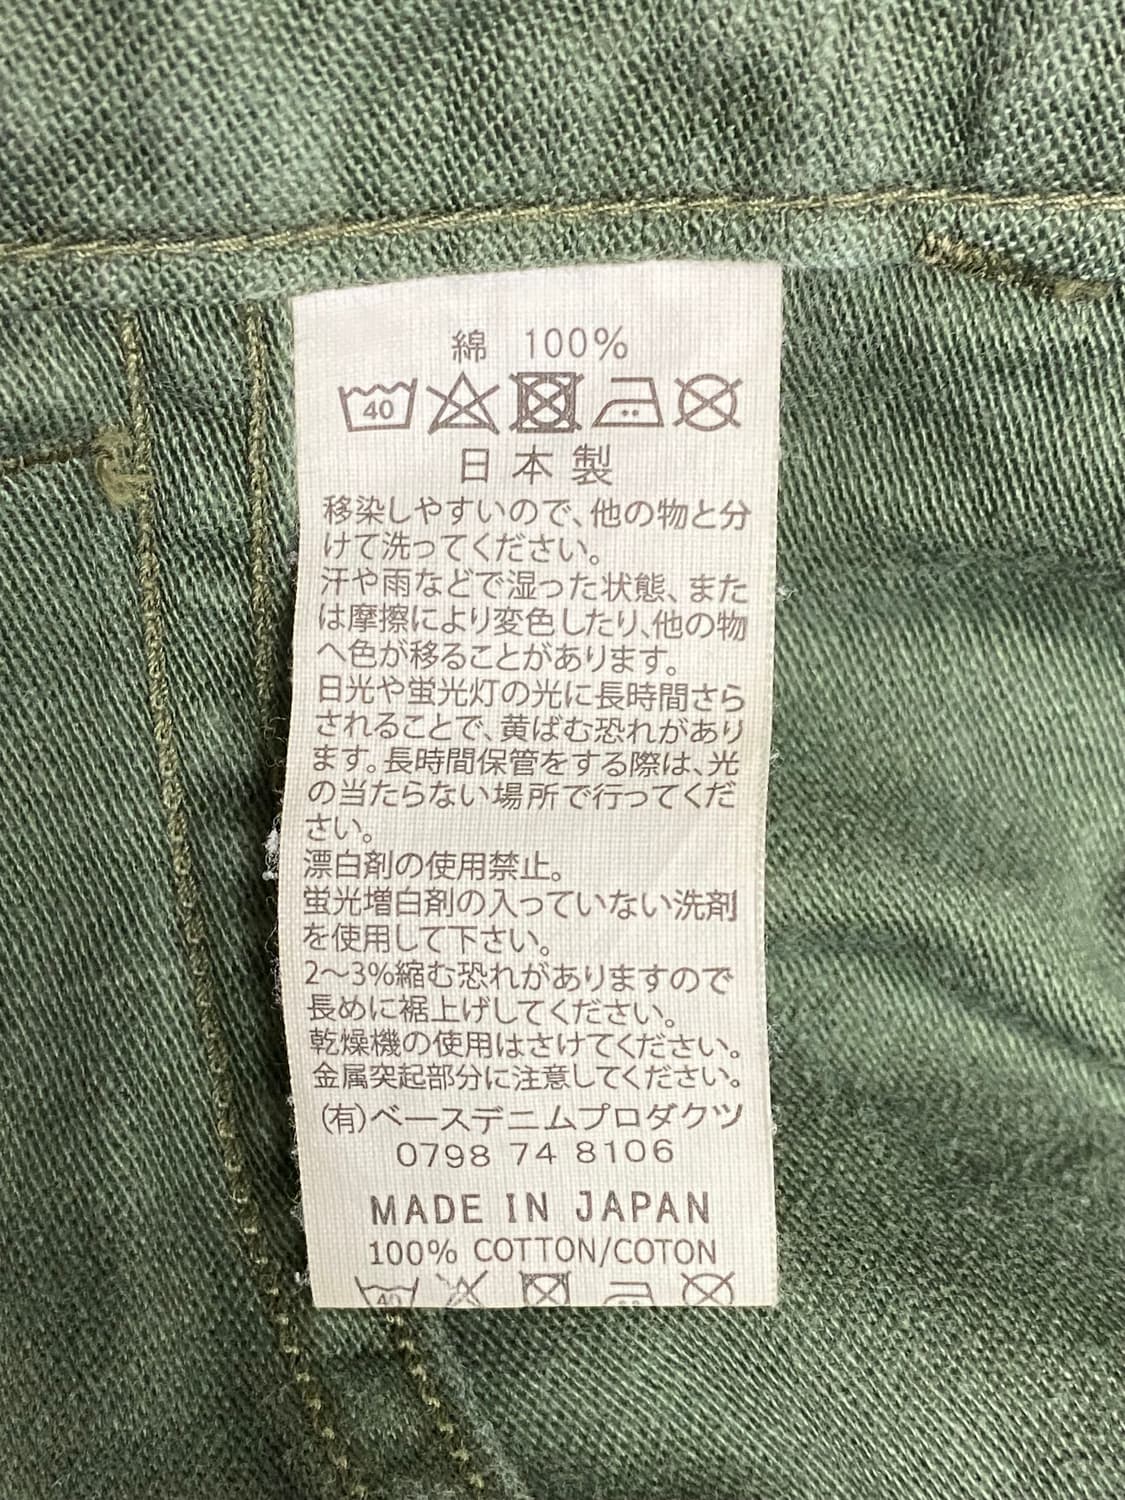 綿 100%
40
日本製
移染しやすいので、他の物と分
けて洗ってください。
汗や雨などで湿った状態、また
は摩擦により変色したり、他の物
へ色が移ることがあります。
日光や蛍光灯の光に長時間さら
されることで、黄ばむ恐れがあり
ます。長時間保管をする際は、光
の当たらない場所で行ってくだ
さい。
漂白剤の使用禁止。
蛍光増白剤の入っていない洗剤
を使用して下さい。
2〜3%縮む恐れがありますので
長めに裾上げしてください。
乾燥機の使用はさけてください。
金属突起部分に注意してください。
(有)ベースデニムプロダクツ
0798 74 8106
MADE IN JAPAN
100% COTTON/COTON
40